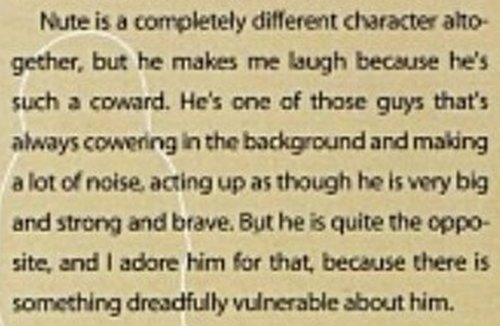 Nute is a completely different character alto-
gether, but he makes me laugh because he's
such a coward. He's one of those guys that's
always cowering in the background and making
a lot of noise, acting up as though he is very big
and strong and brave. But he is quite the oppo-
site, and I adore him for that, because there is
something dreadfully vulnerable about him.